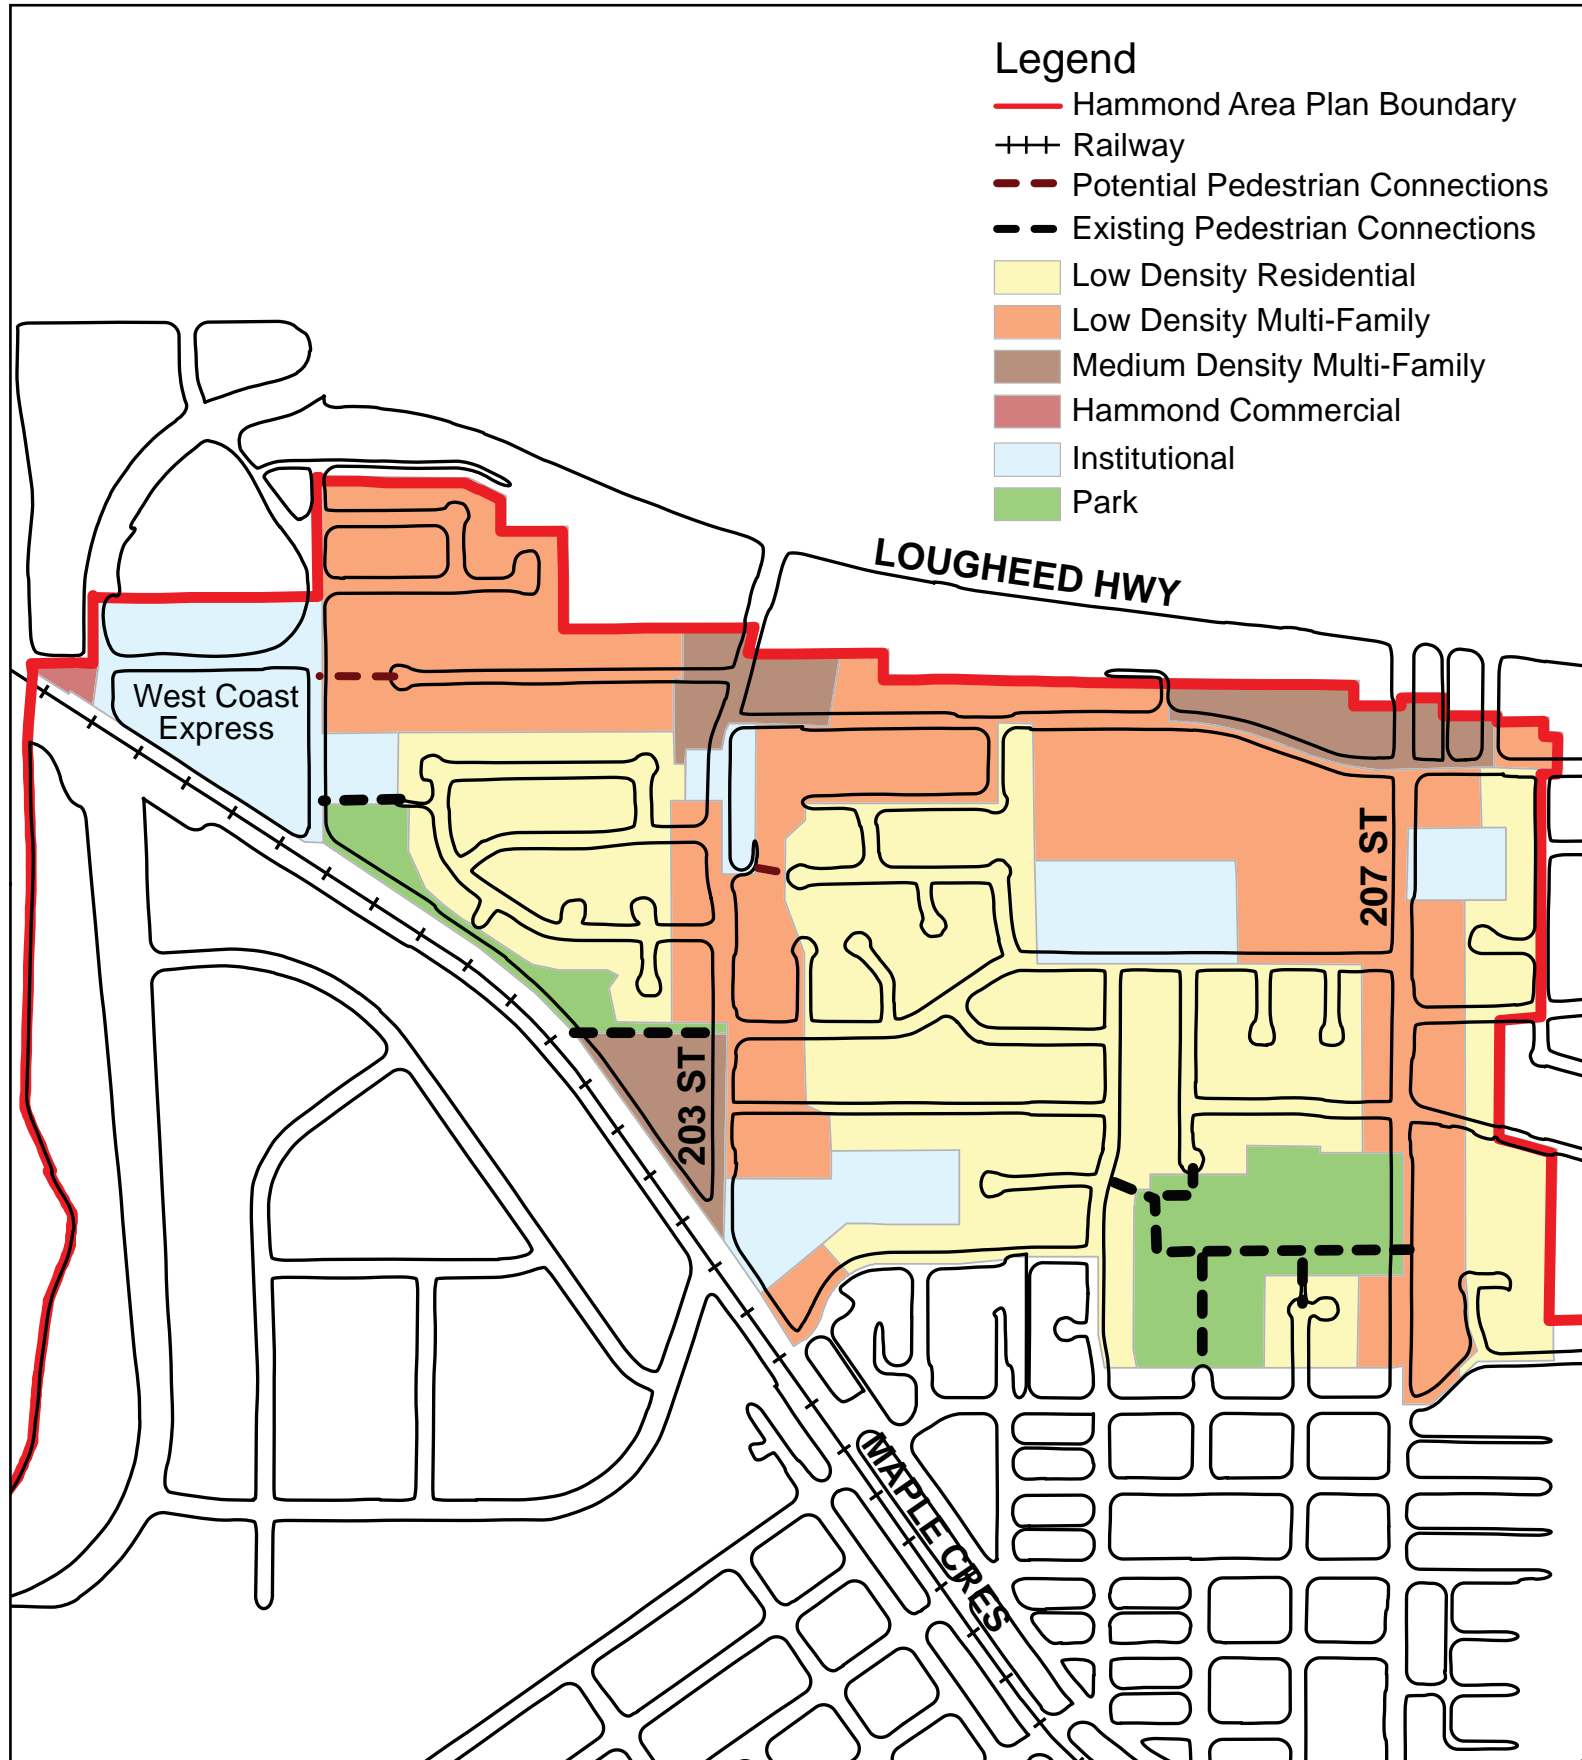 Legend
Hammond Area Plan Boundary
Railway
Potential Pedestrian Connections
Existing Pedestrian Connections
Low Density Residential
Low Density Multi-Family
Medium Density Multi-Family
Hammond Commercial
Institutional
Park
LOUGHEED HWY
West Coast
Express
207 ST
203 ST
MAPLE CRES